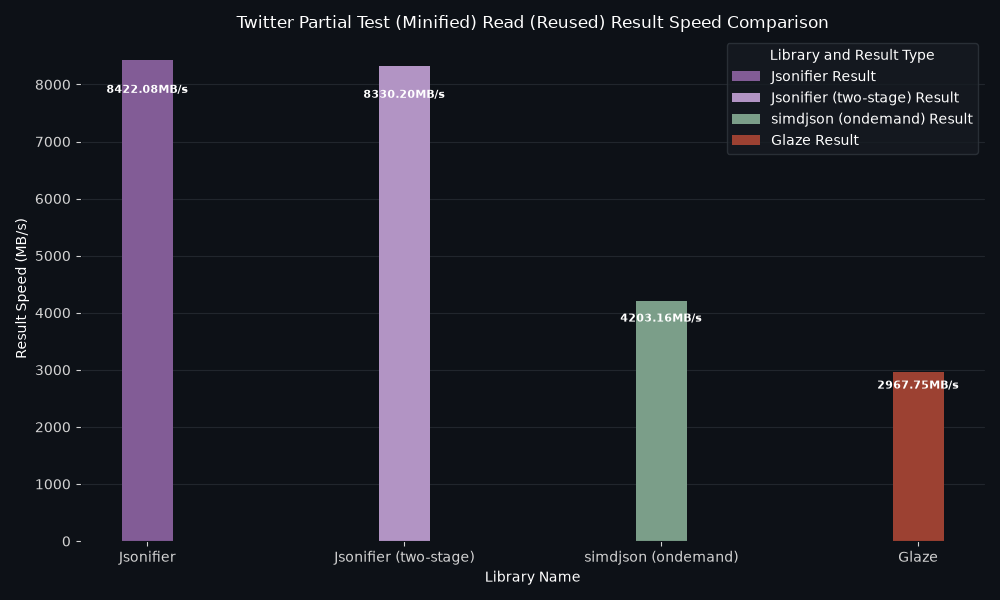 Twitter Partial Test (Minified) Read (Reused) Result Speed Comparison
Library and Result Type
Jsonifier Result
Jsonifier (two-stage) Result
simdjson (ondemand) Result
Glaze Result
Result Speed (MB/s)
8000
7000
6000
5000
4000
3000
2000
1000
0
8422.08MB/s
8330.20MB/s
4203.16MB/s
2967.75MB/s
Jsonifier
Jsonifier (two-stage)
simdjson (ondemand)
Glaze
Library Name